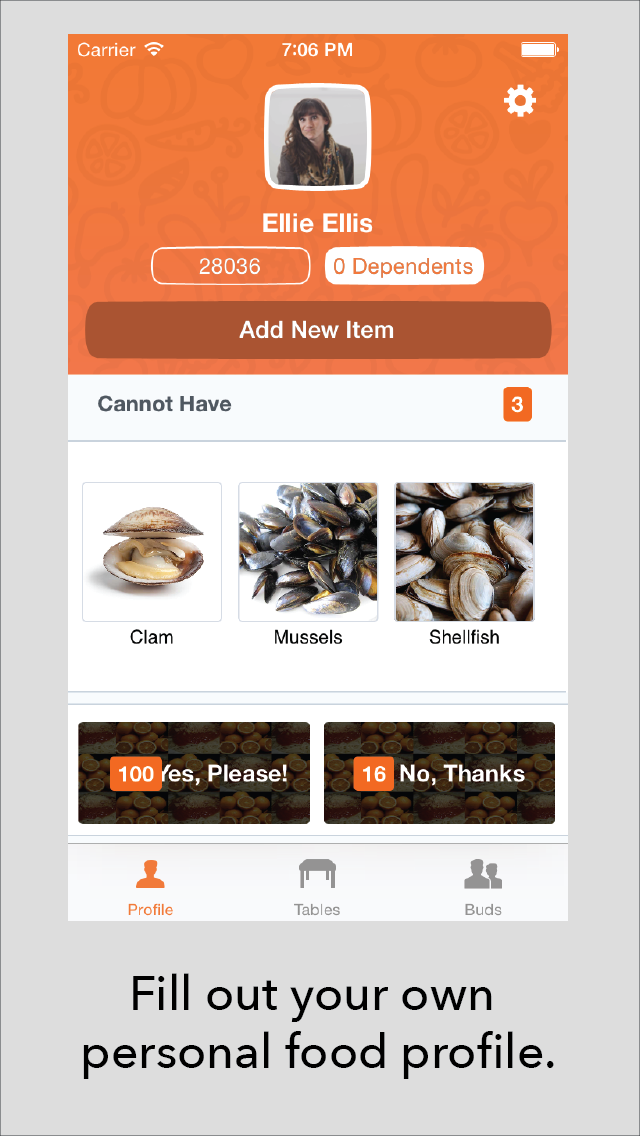 Carrier 7:06 PM
Ellie Ellis
28036 0 Dependents
Add New Item
Cannot Have 3
Clam Mussels Shellfish
100 Yes, Please! 16 No, Thanks
Profile Tables Buds
Fill out your own
personal food profile.